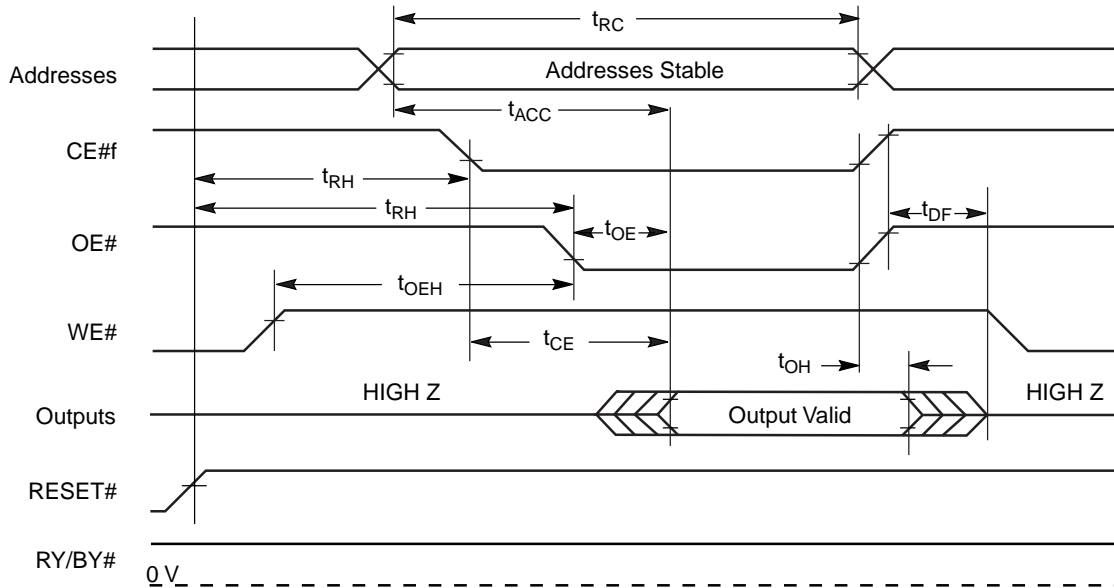 tRC
Addresses
Addresses Stable
tACC
CE#f
tRH
tRH
tDF
OE#
tOE
tOEH
WE#
tCE
tOH
HIGH Z
HIGH Z
Outputs
Output Valid
RESET#
RY/BY#
0 V